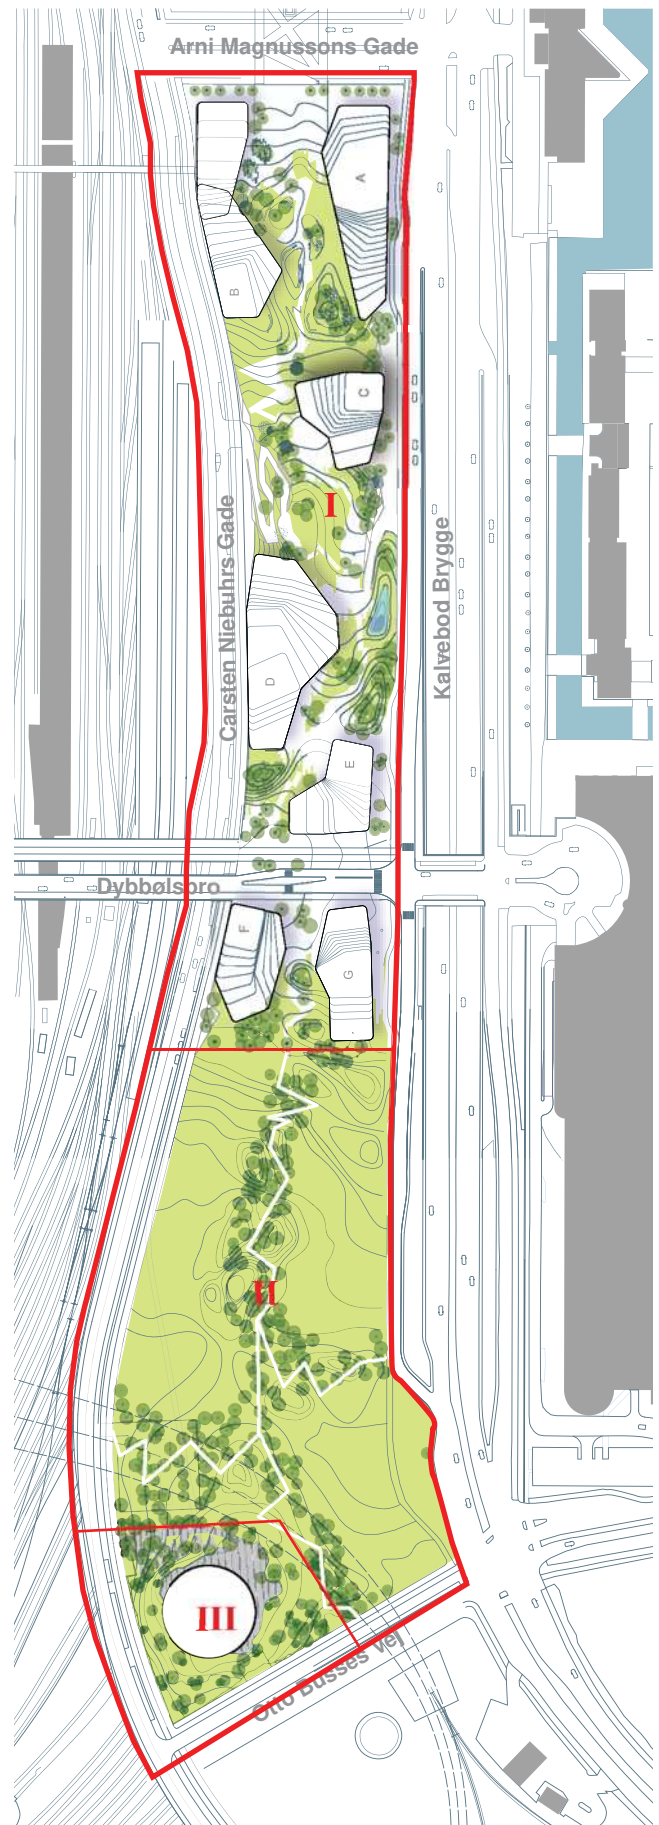 Arni Magnussons Gade
A
B
C
I
Carsten Niebuhrs Gade
Kalvebod Brygge
D
E
Dybbølsbro
F
G
II
III
Otto Busses Vej